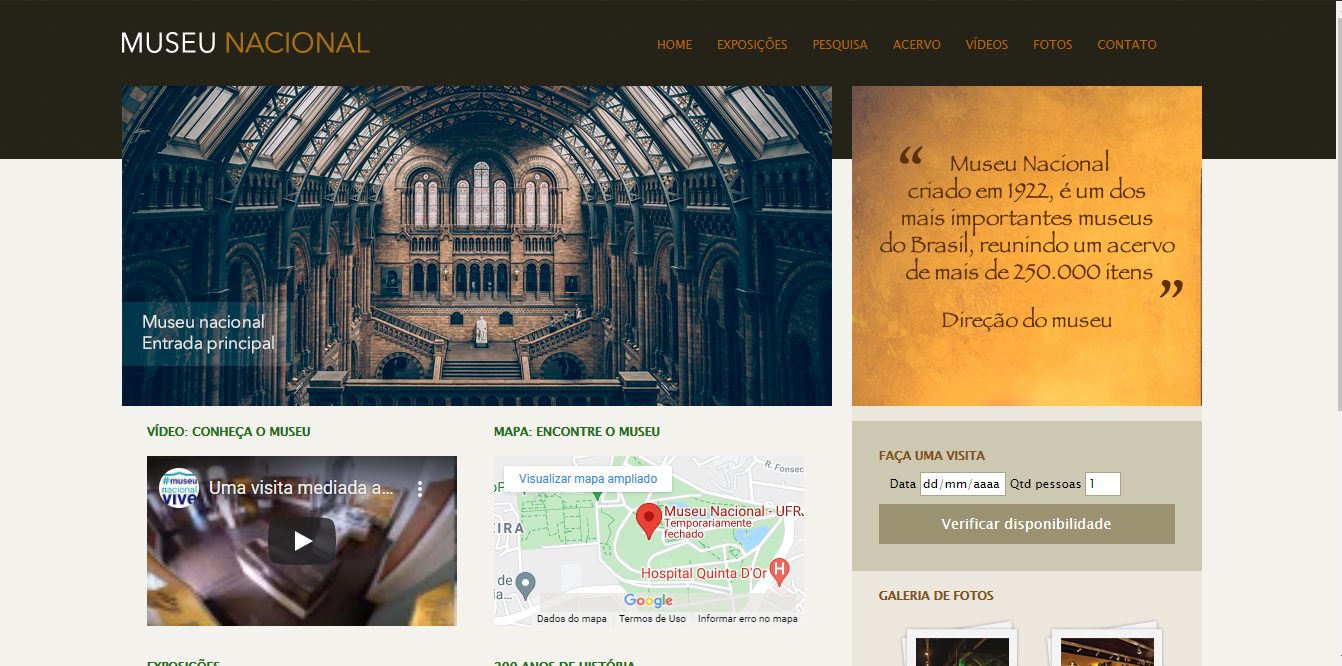 MUSEU NACIONAL
HOME EXPOSIÇÕES PESQUISA ACERVO VÍDEOS FOTOS CONTATO
Museu nacional
Entrada principal
“ Museu Nacional
criado em 1922, é um dos
mais importantes museus
do Brasil, reunindo um acervo
de mais de 250.000 itens ”
Direção do museu
VÍDEO: CONHEÇA O MUSEU
#museu
nacional
VIVE
Uma visita mediada a...
MAPA: ENCONTRE O MUSEU
Visualizar mapa ampliado
R. Fonsec
EIRA
Museu Nacional - UFRJ
Temporariamente
fechado
Hospital Quinta D'Or
H
de
ia...
Google
Dados do mapa Termos de Uso Informar erro no mapa
FAÇA UMA VISITA
Data dd/mm/aaaa Qtd pessoas 1
Verificar disponibilidade
GALERIA DE FOTOS
EXPOSIÇÕES
200 ANOS DE HISTÓRIA